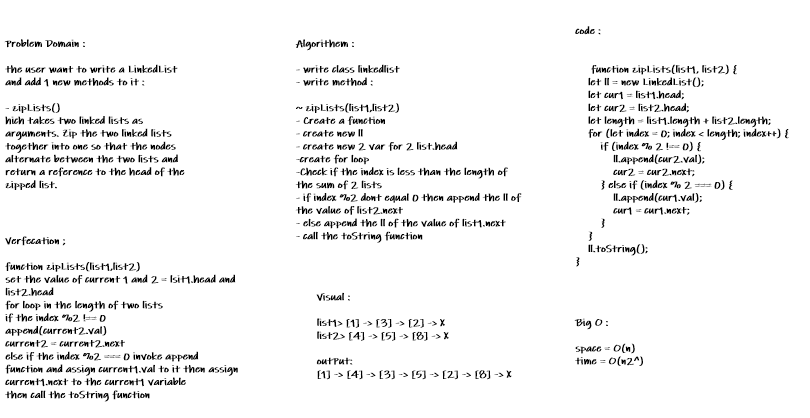 Problem Domain :
the user want to write a LinkedList
and add 1 new methods to it :
- zipLists()
hich takes two linked lists as
arguments. Zip the two linked lists
together into one so that the nodes
alternate between the two lists and
return a reference to the head of the
zipped list.
Verfecation ;
function zipLists(list1,list2)
set the value of current 1 and 2 = lsit1.head and
list2.head
for loop in the length of two lists
if the index %2 !== 0
append(current2.val)
current2 = current2.next
else if the index %2 === 0 invoke append
function and assign current1.val to it then assign
current1.next to the current1 variable
then call the toString function
Algorithem :
- write class linkedlist
- write method :
~ zipLists(list1,list2)
- Create a function
- create new ll
- create new 2 var for 2 list.head
-create for loop
-Check if the index is less than the length of
the sum of 2 lists
- if index %2 dont equal 0 then append the ll of
the value of list2.next
- else append the ll of the value of list1.next
- call the toString function
Visual :
list1> [1] -> [3] -> [2] -> X
list2> [4] -> [5] -> [8] -> X
outPut:
[1] -> [4] -> [3] -> [5] -> [2] -> [8] -> X
code :
function zipLists(list1, list2) {
let ll = new LinkedList();
let cur1 = list1.head;
let cur2 = list2.head;
let length = list1.length + list2.length;
for (let index = 0; index < length; index++) {
if (index % 2 !== 0) {
ll.append(cur2.val);
cur2 = cur2.next;
} else if (index % 2 === 0) {
ll.append(cur1.val);
cur1 = cur1.next;
}
}
ll.toString();
}
Big O :
space = O(n)
time = O(n2^)